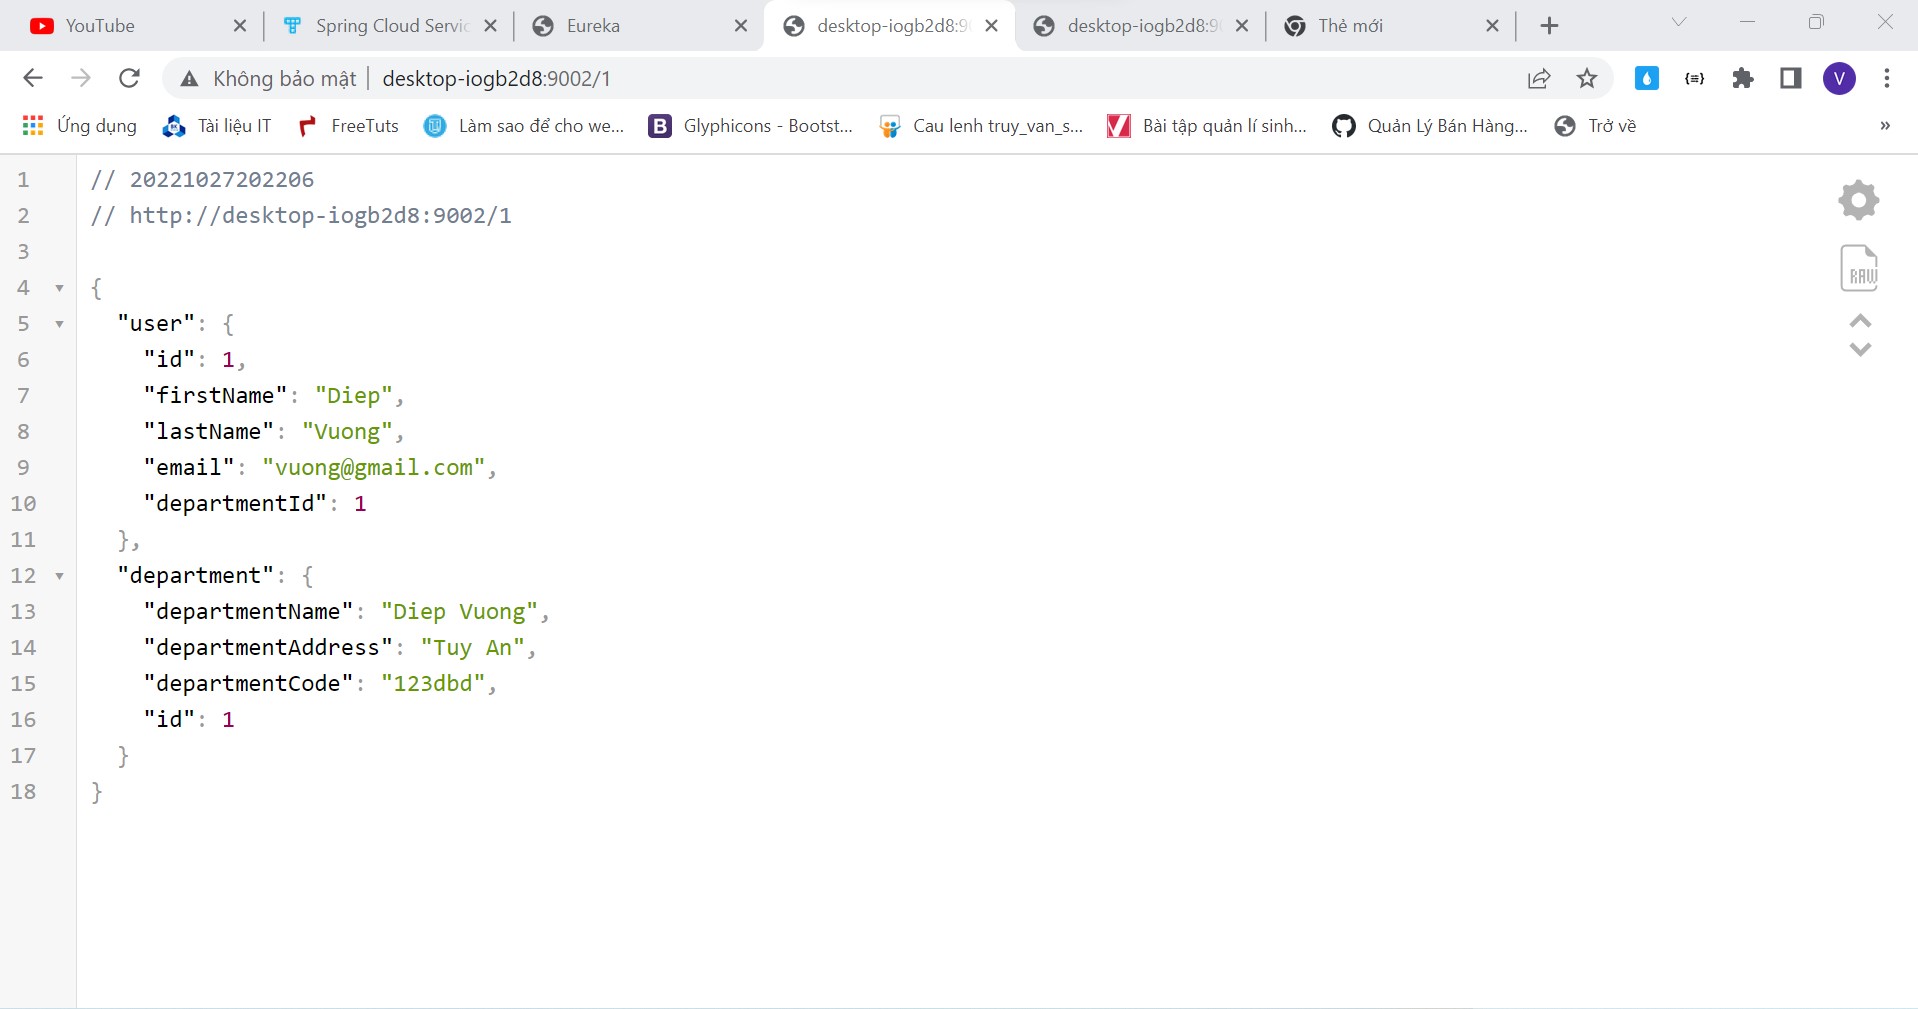 YouTube
Spring Cloud Servic
Eureka
desktop-iogb2d8:9
desktop-iogb2d8:9
Thẻ mới
Không bảo mật
desktop-iogb2d8:9002/1
V
Ứng dụng
Tài liệu IT
FreeTuts
Làm sao để cho we...
B
Glyphicons - Bootst...
Cau lenh truy_van_s...
Bài tập quản lí sinh...
Quản Lý Bán Hàng...
Trở về
»
1 // 20221027202206
2 // http://desktop-iogb2d8:9002/1
3
4 {
5 "user": {
6 "id": 1,
7 "firstName": "Diep",
8 "lastName": "Vuong",
9 "email": "vuong@gmail.com",
10 "departmentId": 1
11 },
12 "department": {
13 "departmentName": "Diep Vuong",
14 "departmentAddress": "Tuy An",
15 "departmentCode": "123dbd",
16 "id": 1
17 }
18 }
RAW